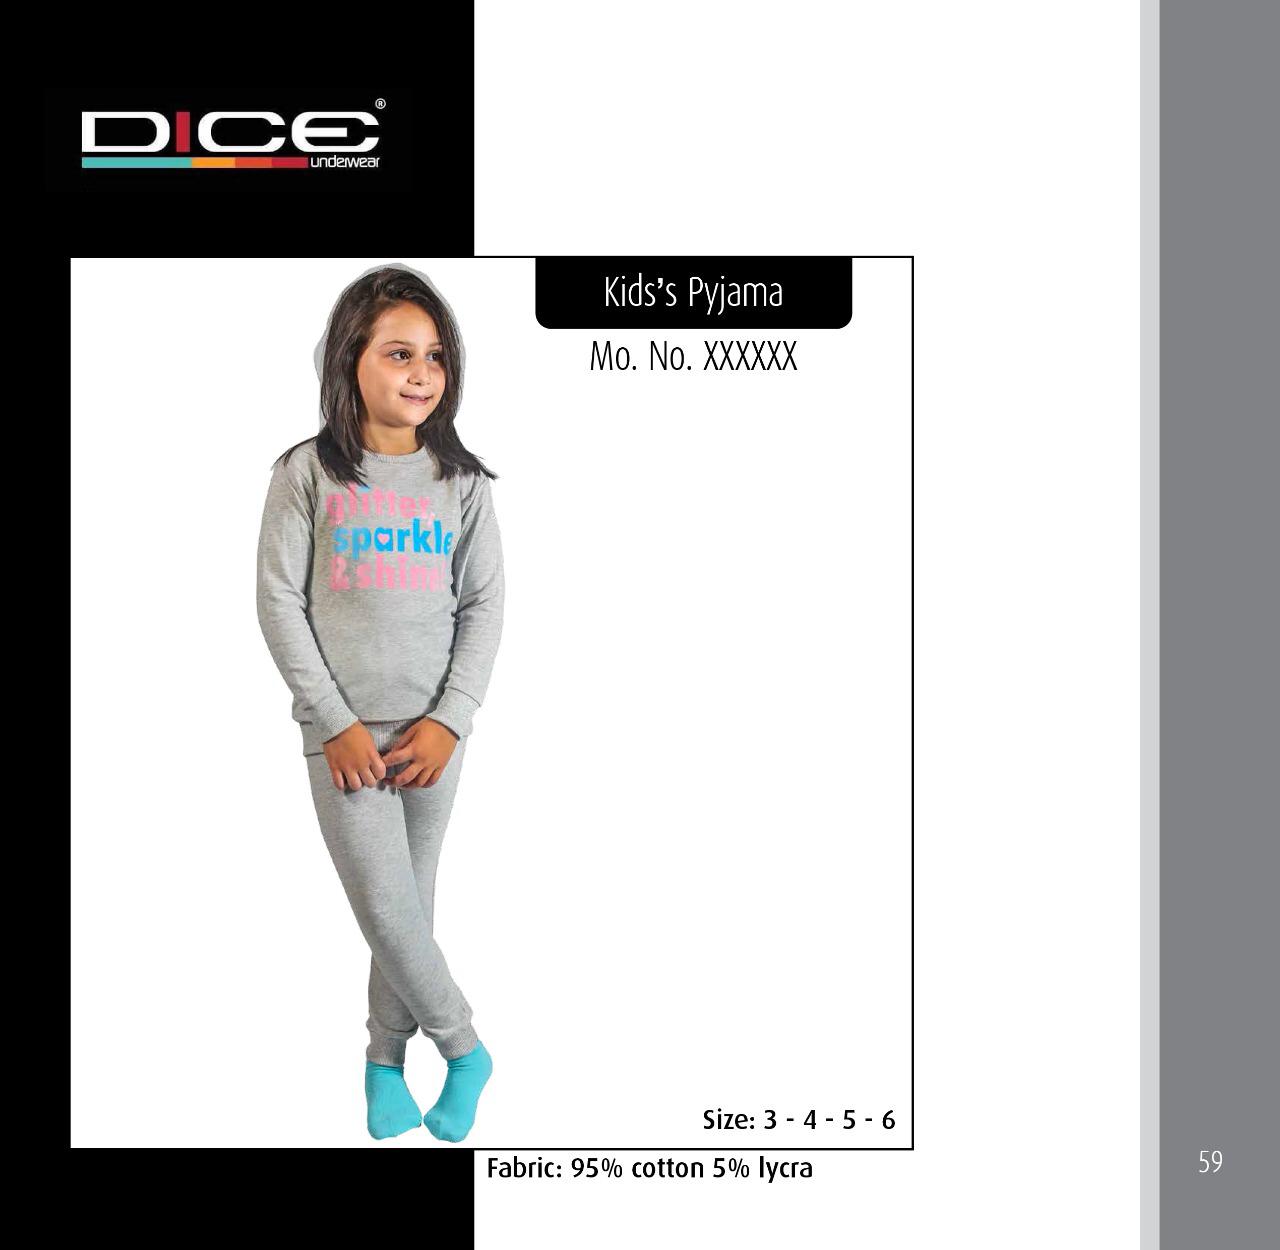 DICE®
underwear
Kids's Pyjama
Mo. No. XXXXXX
glitter,
sparkle
& shine
Size: 3 - 4 - 5 - 6
Fabric: 95% cotton 5% lycra
59